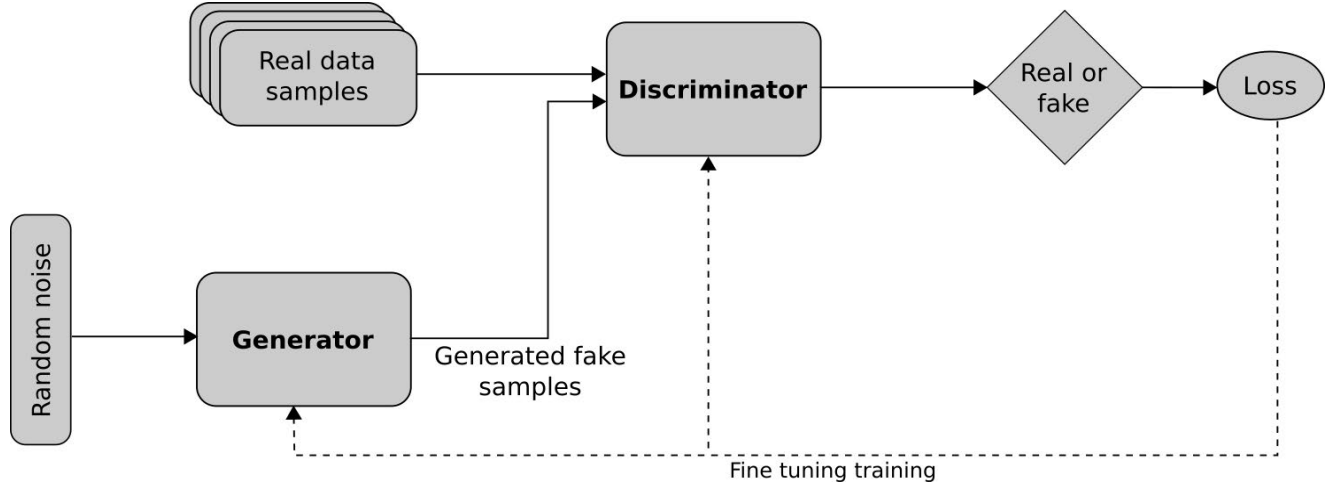 Real data
samples
Discriminator
Real or
fake
Loss
Random noise
Generator
Generated fake
samples
Fine tuning training